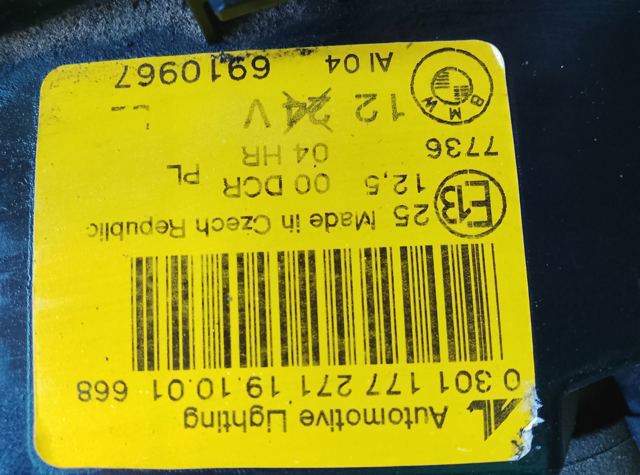 AL Automotive Lighting
0 301 177 271 19.10.01 668
E13 25 Made in Czech Republic
12,5 00 DCR PL
7736 04 HR
12 24 V
BMW AI 04 6910967